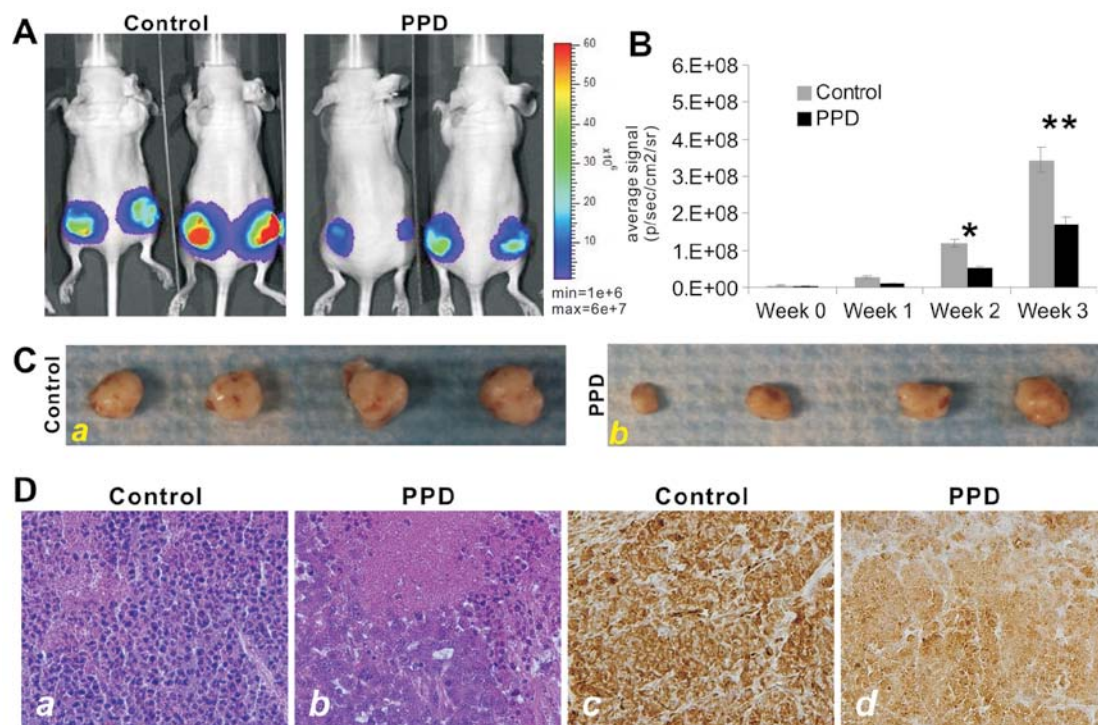 A
Control
PPD
60
50
40
30
20
10
x10⁶
min=1e+6
max=6e+7
B
6.E+08
5.E+08
4.E+08
3.E+08
2.E+08
1.E+08
0.E+00
average signal
(p/sec/cm2/sr)
Control
PPD
*
**
Week 0
Week 1
Week 2
Week 3
C
Control
a
PPD
b
D
Control
PPD
Control
PPD
a
b
c
d